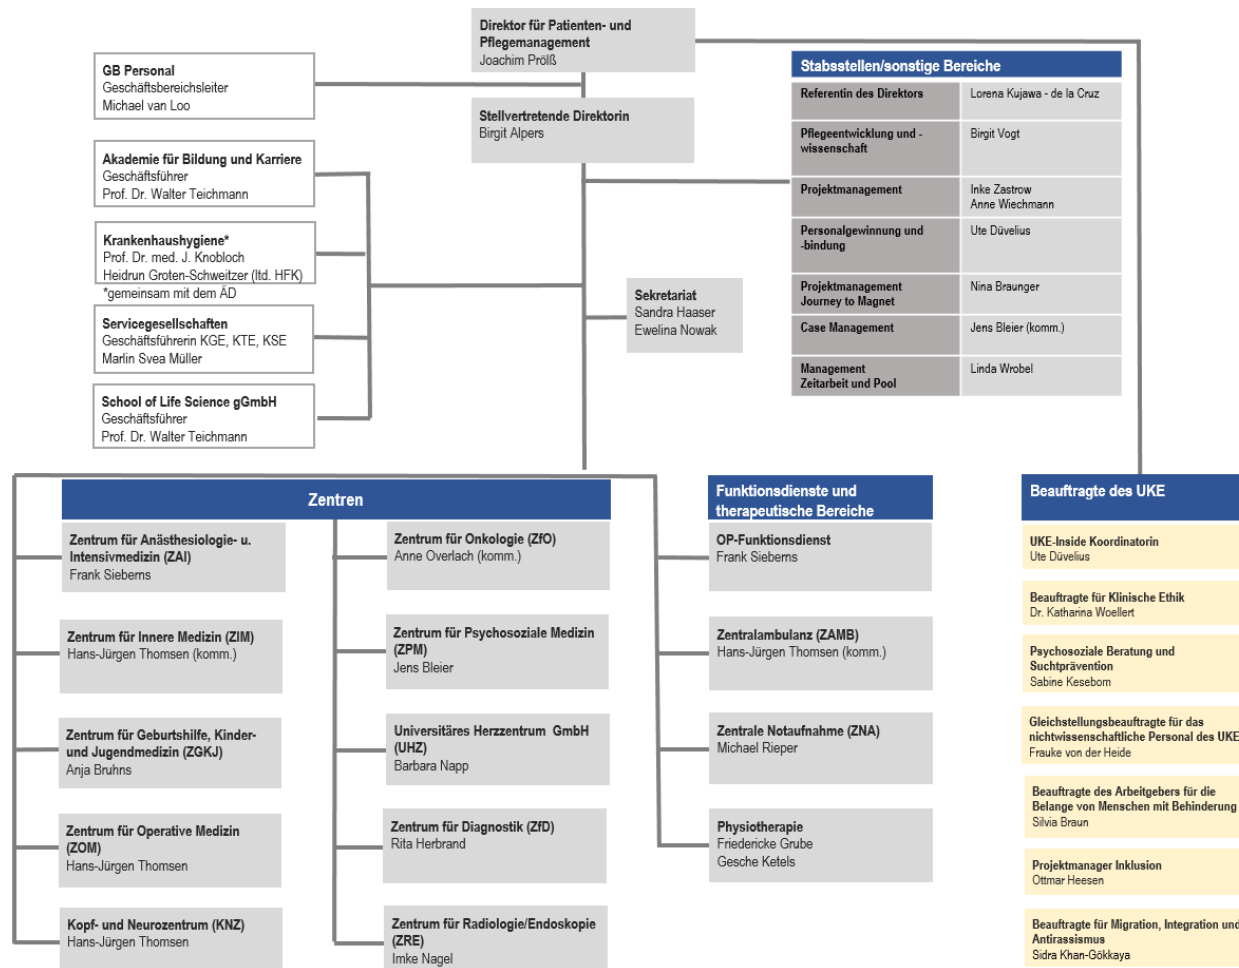 Direktor für Patienten- und
Pflegemanagement
Joachim Prölß
GB Personal
Geschäftsbereichsleiter
Michael van Loo
Stellvertretende Direktorin
Birgit Alpers
Akademie für Bildung und Karriere
Geschäftsführer
Prof. Dr. Walter Teichmann
Krankenhaushygiene*
Prof. Dr. med. J. Knobloch
Heidrun Groten-Schweitzer (ltd. HFK)
*gemeinsam mit dem ÄD
Servicegesellschaften
Geschäftsführerin KGE, KTE, KSE
Marlin Svea Müller
School of Life Science gGmbH
Geschäftsführer
Prof. Dr. Walter Teichmann
Sekretariat
Sandra Haaser
Ewelina Nowak
Stabsstellen/sonstige Bereiche
Referentin des Direktors
Lorena Kujawa - de la Cruz
Pflegeentwicklung und -
wissenschaft
Birgit Vogt
Projektmanagement
Inke Zastrow
Anne Wiechmann
Personalgewinnung und
-bindung
Ute Düvelius
Projektmanagement
Journey to Magnet
Nina Braunger
Case Management
Jens Bleier (komm.)
Management
Zeitarbeit und Pool
Linda Wrobel
Zentren
Zentrum für Anästhesiologie- u.
Intensivmedizin (ZAI)
Frank Sieberns
Zentrum für Innere Medizin (ZIM)
Hans-Jürgen Thomsen (komm.)
Zentrum für Geburtshilfe, Kinder-
und Jugendmedizin (ZGKJ)
Anja Bruhns
Zentrum für Operative Medizin
(ZOM)
Hans-Jürgen Thomsen
Kopf- und Neurozentrum (KNZ)
Hans-Jürgen Thomsen
Zentrum für Onkologie (ZfO)
Anne Overlach (komm.)
Zentrum für Psychosoziale Medizin
(ZPM)
Jens Bleier
Universitäres Herzzentrum GmbH
(UHZ)
Barbara Napp
Zentrum für Diagnostik (ZfD)
Rita Herbrand
Zentrum für Radiologie/Endoskopie
(ZRE)
Imke Nagel
Funktionsdienste und
therapeutische Bereiche
OP-Funktionsdienst
Frank Sieberns
Zentralambulanz (ZAMB)
Hans-Jürgen Thomsen (komm.)
Zentrale Notaufnahme (ZNA)
Michael Rieper
Physiotherapie
Friedericke Grube
Gesche Ketels
Beauftragte des UKE
UKE-Inside Koordinatorin
Ute Düvelius
Beauftragte für Klinische Ethik
Dr. Katharina Woellert
Psychosoziale Beratung und
Suchtprävention
Sabine Kesebom
Gleichstellungsbeauftragte für das
nichtwissenschaftliche Personal des UKE
Frauke von der Heide
Beauftragte des Arbeitgebers für die
Belange von Menschen mit Behinderung
Silvia Braun
Projektmanager Inklusion
Ottmar Heesen
Beauftragte für Migration, Integration und
Antirassismus
Sidra Khan-Gökkaya